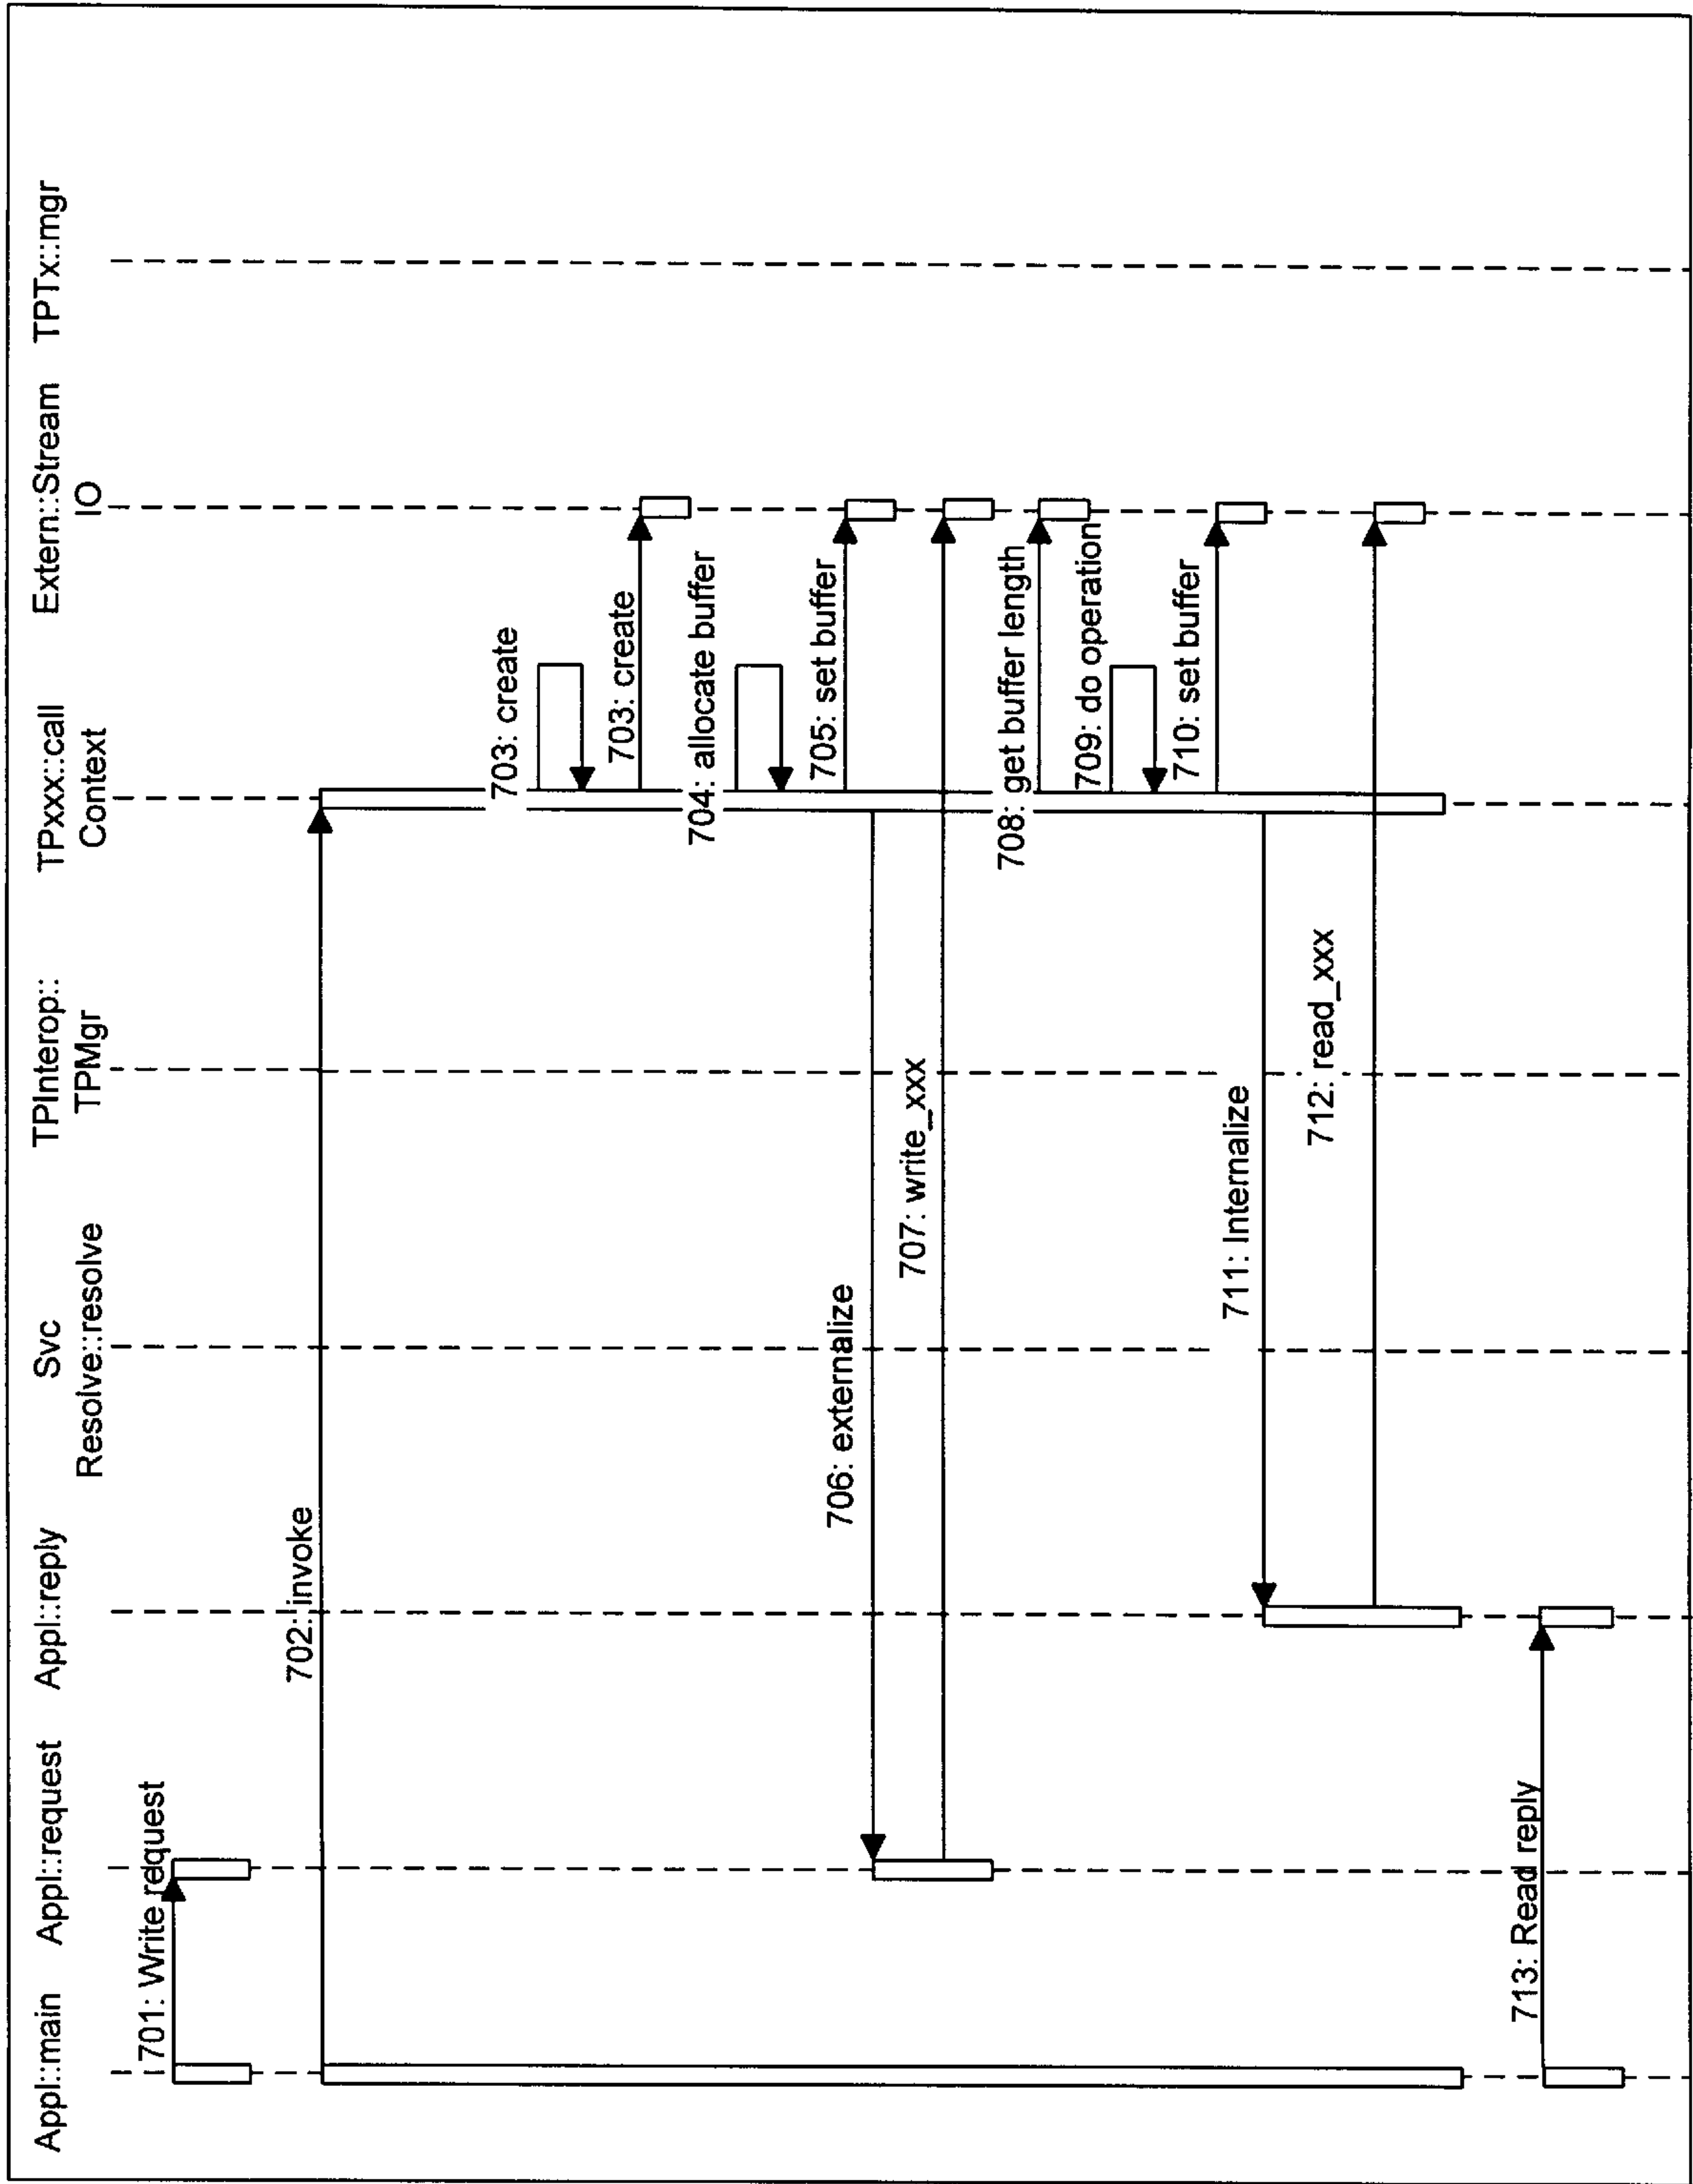 Appl::main
Appl::request
Appl::reply
Svc
Resolve::resolve
TPInterop::
TPMgr
TPxxx::call
Context
Extern::Stream
IO
TPTx::mgr
701: Write request
702: invoke
703: create
703: create
704: allocate buffer
705: set buffer
706: externalize
707: write_xxx
708: get buffer length
709: do operation
710: set buffer
711: Internalize
712: read_xxx
713: Read reply